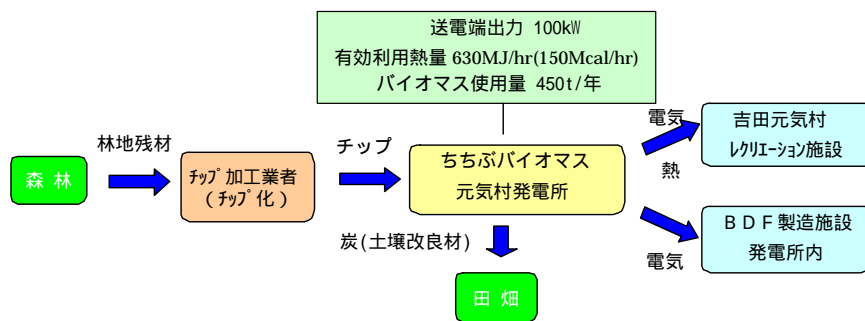 送電端出力 100kW
有効利用熱量 630MJ/hr(150Mcal/hr)
バイオマス使用量 450t/年
林地残材
チップ
電気
熱
吉田元気村
ﾚｸﾘｴｰｼｮﾝ施設
森 林
ﾁｯﾌﾟ加工業者
（ﾁｯﾌﾟ化）
ちちぶバイオマス
元気村発電所
炭(土壌改良材)
電気
ＢＤＦ製造施設
発電所内
田 畑